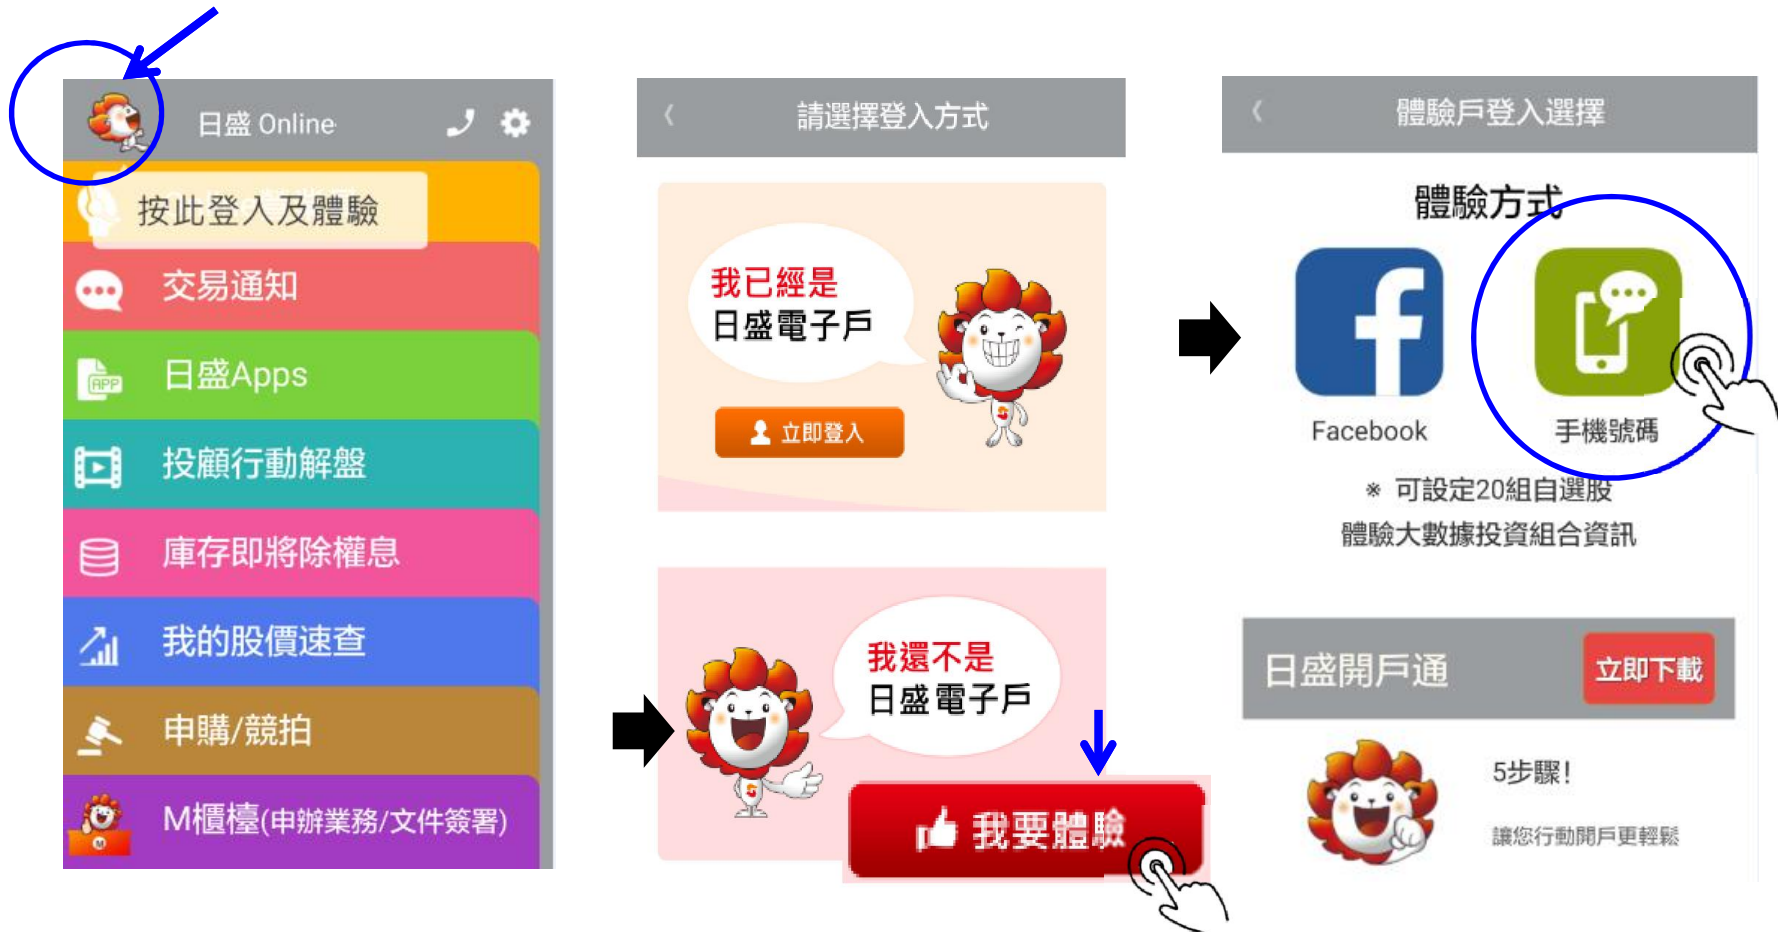 日盛 Online
按此登入及體驗
交易通知
APP
日盛Apps
投顧行動解盤
庫存即將除權息
我的股價速查
申購/競拍
M
M櫃檯(申辦業務/文件簽署)
請選擇登入方式
我已經是
日盛電子戶
立即登入
我還不是
日盛電子戶
我要體驗
體驗戶登入選擇
體驗方式
Facebook
手機號碼
※ 可設定20組自選股
體驗大數據投資組合資訊
日盛開戶通
立即下載
5步驟!
讓您行動開戶更輕鬆